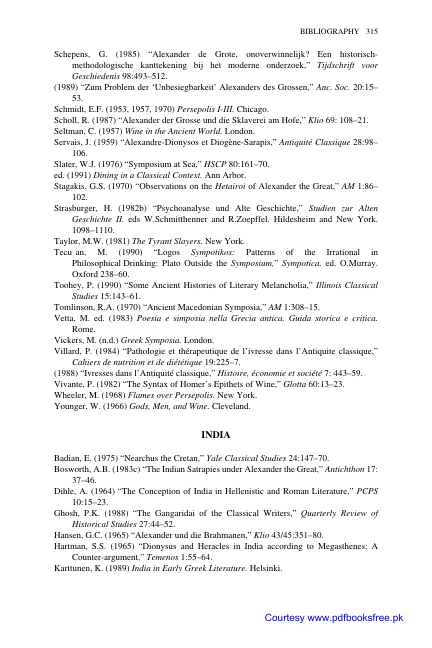 BIBLIOGRAPHY 315
Schepens, G. (1985) “Alexander de Grote, onoverwinnelijk? Een historisch-
methodologische kanttekening bij het moderne onderzoek,” Tijdschrift voor
Geschiedenis 98:493–512.
(1989) “Zum Problem der ‘Unbesiegbarkeit’ Alexanders des Grossen,” Anc. Soc. 20:15–
53.
Schmidt, E.F. (1953, 1957, 1970) Persepolis I-III. Chicago.
Scholl, R. (1987) “Alexander der Grosse und die Sklaverei am Hofe,” Klio 69: 108–21.
Seltman, C. (1957) Wine in the Ancient World. London.
Servais, J. (1959) “Alexandre-Dionysos et Diogène-Sarapis,” Antiquité Classique 28:98–
106.
Slater, W.J. (1976) “Symposium at Sea,” HSCP 80:161–70.
ed. (1991) Dining in a Classical Context. Ann Arbor.
Stagakis, G.S. (1970) “Observations on the Hetairoi of Alexander the Great,” AM 1:86–
102.
Strasburger, H. (1982b) “Psychoanalyse und Alte Geschichte,” Studien zur Alten
Geschichte II. eds W.Schmitthenner and R.Zoepffel. Hildesheim and New York.
1098–1110.
Taylor, M.W. (1981) The Tyrant Slayers. New York.
Tecu an, M. (1990) “Logos Sympotikos: Patterns of the Irrational in
Philosophical Drinking: Plato Outside the Symposium,” Sympotica. ed. O.Murray.
Oxford 238–60.
Toohey, P. (1990) “Some Ancient Histories of Literary Melancholia,” Illinois Classical
Studies 15:143–61.
Tomlinson, R.A. (1970) “Ancient Macedonian Symposia,” AM 1:308–15.
Vetta, M. ed. (1983) Poesia e simposia nella Grecia antica. Guida storica e critica.
Rome.
Vickers, M. (n.d.) Greek Symposia. London.
Villard, P. (1984) “Pathologie et thérapeutique de l’ivresse dans l’Antiquite classique,”
Cahiers de nutrition et de diététique 19:225–7.
(1988) “Ivresses dans l’Antiquité classique,” Histoire, économie et société 7: 443–59.
Vivante, P. (1982) “The Syntax of Homer’s Epithets of Wine,” Glotta 60:13–23.
Wheeler, M. (1968) Flames over Persepolis. New York.
Younger, W. (1966) Gods, Men, and Wine. Cleveland.
INDIA
Badian, E. (1975) “Nearchus the Cretan,” Yale Classical Studies 24:147–70.
Bosworth, A.B. (1983c) “The Indian Satrapies under Alexander the Great,” Antichthon 17:
37–46.
Dihle, A. (1964) “The Conception of India in Hellenistic and Roman Literature,” PCPS
10:15–23.
Ghosh, P.K. (1988) “The Gangaridai of the Classical Writers,” Quarterly Review of
Historical Studies 27:44–52.
Hansen, G.C. (1965) “Alexander und die Brahmanen,” Klio 43/45:351–80.
Hartman, S.S. (1965) “Dionysus and Heracles in India according to Megasthenes: A
Counter-argument,” Temenos 1:55–64.
Karttunen, K. (1989) India in Early Greek Literature. Helsinki.
Courtesy www.pdfbooksfree.pk